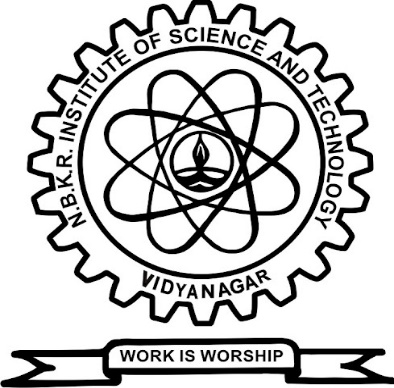 N.B.K.R. INSTITUTE OF SCIENCE AND TECHNOLOGY
VIDYANAGAR
WORK IS WORSHIP